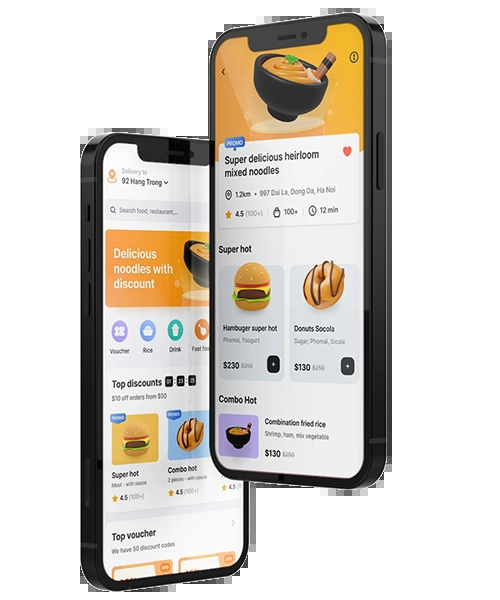 Delivery to
92 Hang Trong
Search food, restaurant,...
Delicious
noodles with
discount
Voucher
Rice
Drink
Fast food
Top discounts
$10 off orders from $50
PROMO
PROMO
Super hot
Meat - with sauce
4.5 (100+)
Combo hot
2 pieces - with sauce
4.5 (100+)
Top voucher
We have 50 discount codes
PROMO
Super delicious heirloom
mixed noodles
1.2km • 997 Dai La, Dong Da, Ha Noi
4.5 (100+)
100+
12 min
Super hot
Hambuger super hot
Phomai, Yaogurt
$230 $250
Donuts Socola
Sugar, Phomai, Sicula
$130 $250
Combo Hot
Combination fried rice
Shrimp, ham, mix vegetable
$130 $250